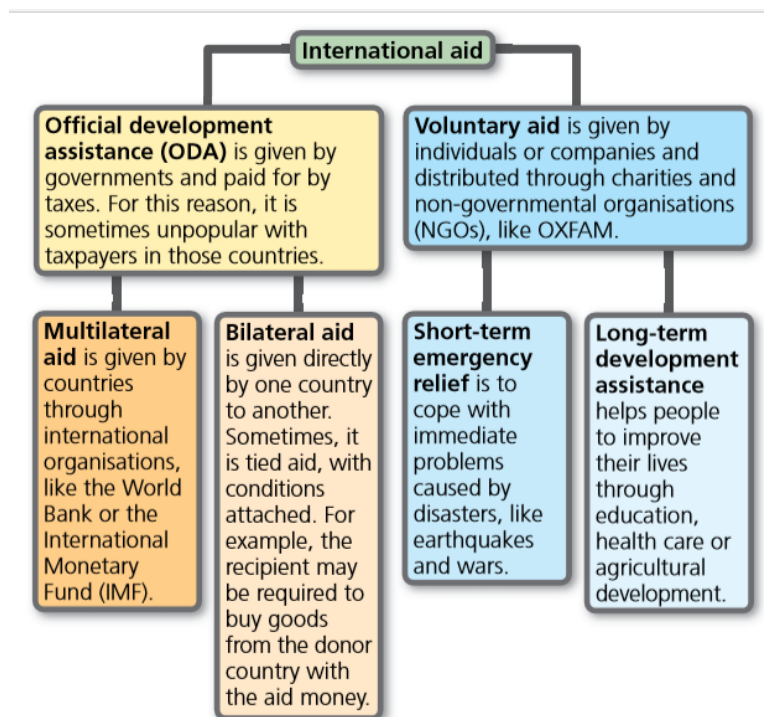 International aid
Official development
assistance (ODA) is given by
governments and paid for by
taxes. For this reason, it is
sometimes unpopular with
taxpayers in those countries.
Voluntary aid is given by
individuals or companies and
distributed through charities and
non-governmental organisations
(NGOs), like OXFAM.
Multilateral
aid is given by
countries
through
international
organisations,
like the World
Bank or the
International
Monetary
Fund (IMF).
Bilateral aid
is given directly
by one country
to another.
Sometimes, it
is tied aid, with
conditions
attached. For
example, the
recipient may
be required to
buy goods
from the donor
country with
the aid money.
Short-term
emergency
relief is to
cope with
immediate
problems
caused by
disasters, like
earthquakes
and wars.
Long-term
development
assistance
helps people
to improve
their lives
through
education,
health care or
agricultural
development.